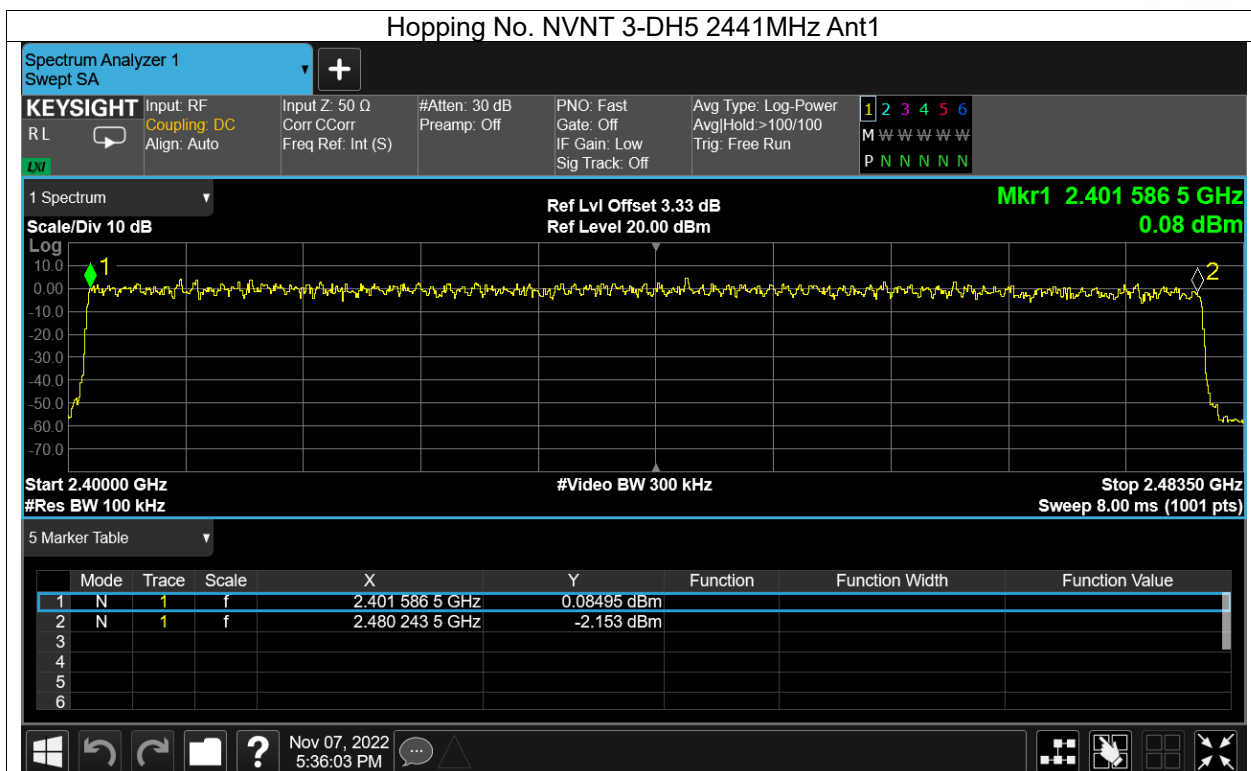 Hopping No. NVNT 3-DH5 2441MHz Ant1
Spectrum Analyzer 1
Swept SA
KEYSIGHT Input: RF Input Z: 50 Ω #Atten: 30 dB PNO: Fast Avg Type: Log-Power 1 2 3 4 5 6
R L Coupling: DC Corr CCorr Preamp: Off Gate: Off Avg|Hold:>100/100 M W W W W W
Align: Auto Freq Ref: Int (S) IF Gain: Low Trig: Free Run
LXI Sig Track: Off P N N N N N
1 Spectrum Ref Lvl Offset 3.33 dB Mkr1 2.401 586 5 GHz
Scale/Div 10 dB Ref Level 20.00 dBm 0.08 dBm
Log
10.0 1 2
0.00
-10.0
-20.0
-30.0
-40.0
-50.0
-60.0
-70.0
Start 2.40000 GHz #Video BW 300 kHz Stop 2.48350 GHz
#Res BW 100 kHz Sweep 8.00 ms (1001 pts)
5 Marker Table
Mode Trace Scale X Y Function Function Width Function Value
1 N 1 f 2.401 586 5 GHz 0.08495 dBm
2 N 1 f 2.480 243 5 GHz -2.153 dBm
3
4
5
6
? Nov 07, 2022
5:36:03 PM